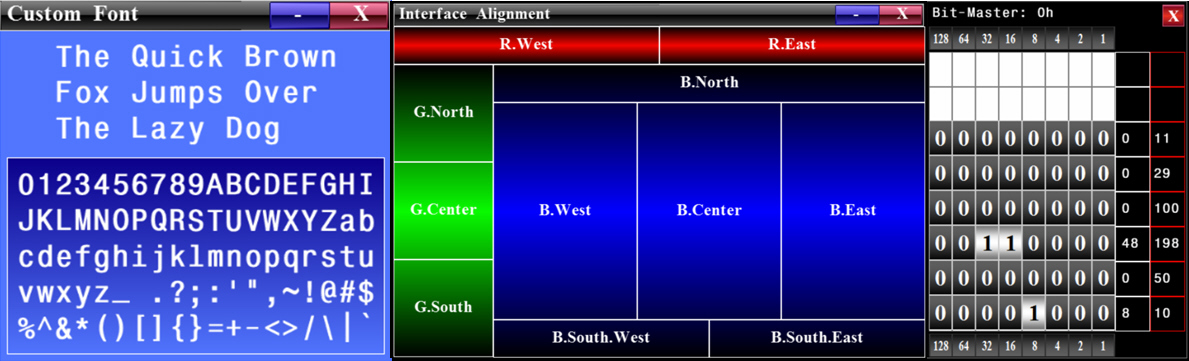 Custom Font - X
The Quick Brown
Fox Jumps Over
The Lazy Dog
0123456789ABCDEFGHI
JKLMNOPQRSTUVWXYZab
cdefghijklmnopqrstu
vwxyz_ .?;:'",~!@#$
%^&*()[]{}=+-<>/\|`
Interface Alignment - X
R.West R.East
B.North
G.North
G.Center B.West B.Center B.East
G.South
B.South.West B.South.East
Bit-Master: 0h X
128 64 32 16 8 4 2 1
0 0 0 0 0 0 0 0 0 11
0 0 0 0 0 0 0 0 0 29
0 0 0 0 0 0 0 0 0 100
0 0 1 1 0 0 0 0 48 198
0 0 0 0 0 0 0 0 0 50
0 0 0 0 1 0 0 0 8 10
128 64 32 16 8 4 2 1